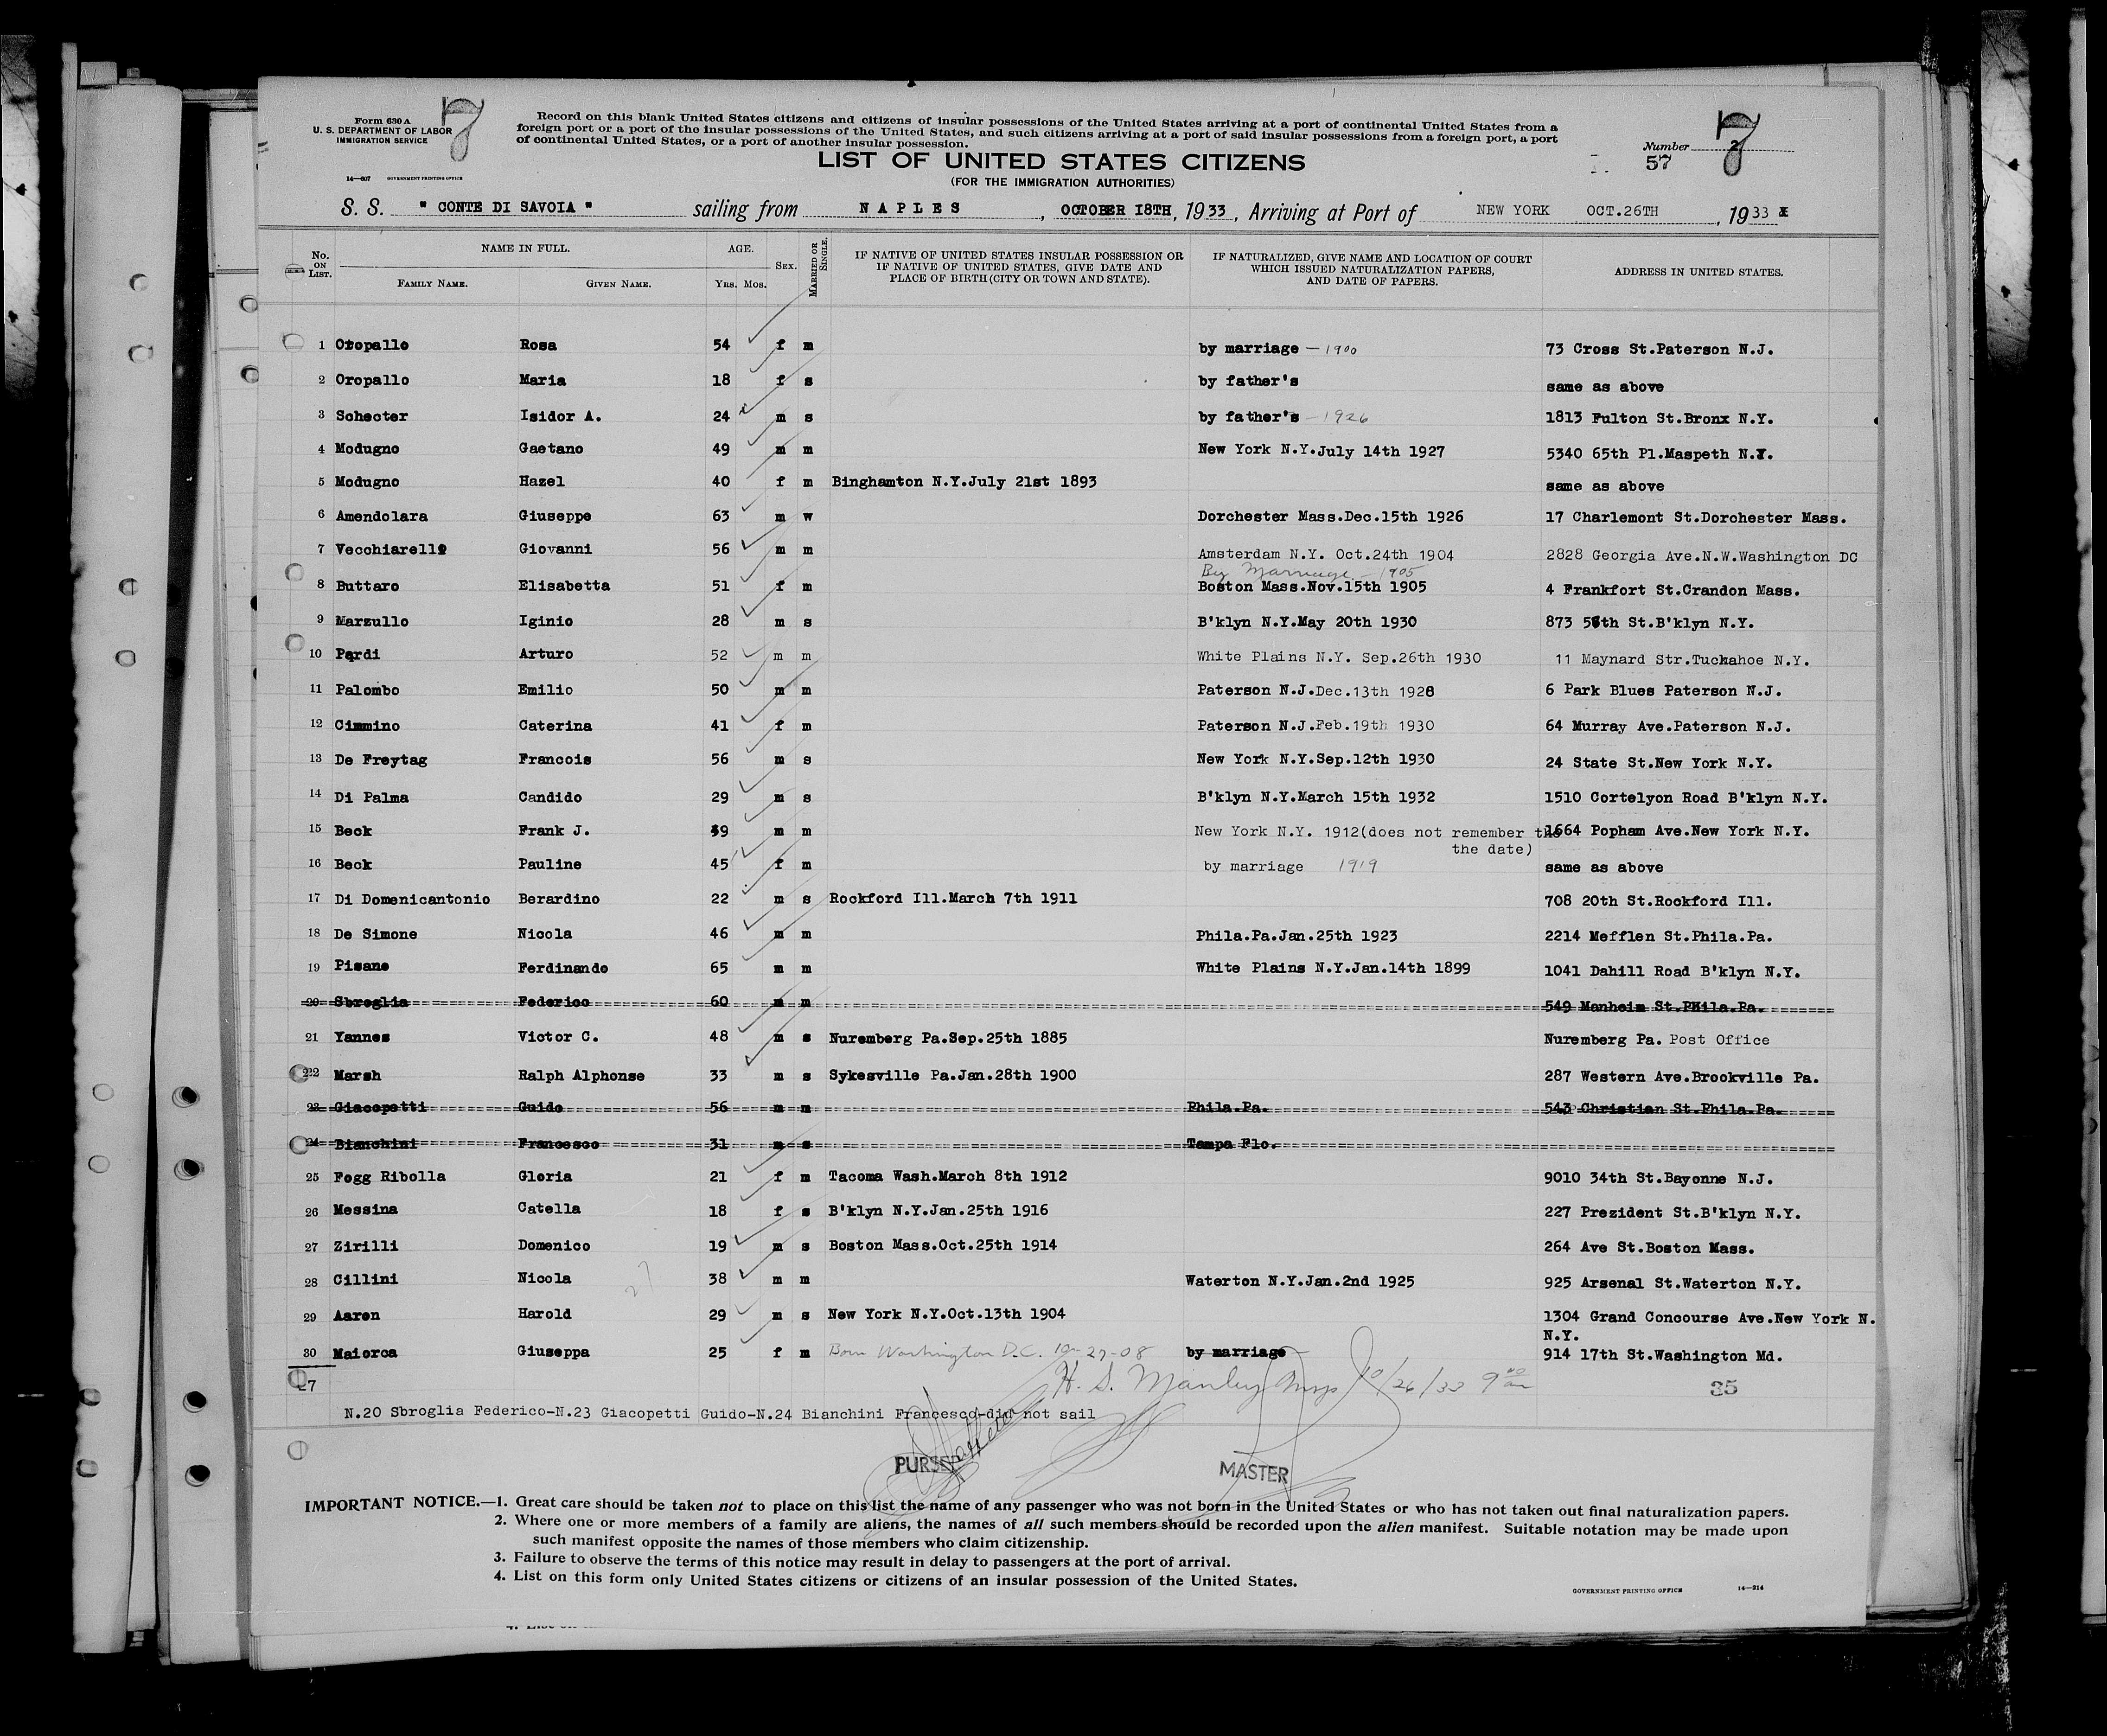 Form 630 A
U. S. DEPARTMENT OF LABOR
IMMIGRATION SERVICE
7
Record on this blank United States citizens and citizens of insular possessions of the United States arriving at a port of continental United States from a
foreign port or a port of the insular possessions of the United States, and such citizens arriving at a port of said insular possessions from a foreign port, a port
of continental United States, or a port of another insular possession.
LIST OF UNITED STATES CITIZENS
(FOR THE IMMIGRATION AUTHORITIES)
Number 7
57
14—607 GOVERNMENT PRINTING OFFICE
S. S. " CONTE DI SAVOIA " sailing from NAPLES, OCTOBER 18TH, 1933, Arriving at Port of NEW YORK OCT.26TH, 1933
No. ON LIST. NAME IN FULL. FAMILY NAME. GIVEN NAME. AGE. YRS. MOS. SEX. MARRIED OR SINGLE. IF NATIVE OF UNITED STATES INSULAR POSSESSION OR IF NATIVE OF UNITED STATES, GIVE DATE AND PLACE OF BIRTH (CITY OR TOWN AND STATE). IF NATURALIZED, GIVE NAME AND LOCATION OF COURT WHICH ISSUED NATURALIZATION PAPERS, AND DATE OF PAPERS. ADDRESS IN UNITED STATES.
1 Oropallo Rosa 54 f m by marriage — 1900 73 Cross St.Paterson N.J.
2 Oropallo Maria 18 f s by father's same as above
3 Schecter Isidor A. 24 m s by father's — 1926 1813 Fulton St.Bronx N.Y.
4 Modugno Gaetano 49 m m New York N.Y.July 14th 1927 5340 65th Pl.Maspeth N.Y.
5 Modugno Hazel 40 f m Binghamton N.Y.July 21st 1893 same as above
6 Amendolara Giuseppe 63 m w Dorchester Mass.Dec.15th 1926 17 Charlemont St.Dorchester Mass.
7 Vecchiarelli Giovanni 56 m m Amsterdam N.Y. Oct.24th 1904 2828 Georgia Ave.N.W.Washington DC
By Marriage — 1905
8 Buttaro Elisabetta 51 f m Boston Mass.Nov.15th 1905 4 Frankfort St.Crandon Mass.
9 Marzullo Iginio 28 m s B'klyn N.Y.May 20th 1930 873 56th St.B'klyn N.Y.
10 Pardi Arturo 52 m m White Plains N.Y. Sep.26th 1930 11 Maynard Str.Tuckahoe N.Y.
11 Palombo Emilio 50 m m Paterson N.J.Dec.13th 1928 6 Park Blues Paterson N.J.
12 Cimmino Caterina 41 f m Paterson N.J.Feb.19th 1930 64 Murray Ave.Paterson N.J.
13 De Freytag Francois 56 m s New York N.Y.Sep.12th 1930 24 State St.New York N.Y.
14 Di Palma Candido 29 m s B'klyn N.Y.March 15th 1932 1510 Cortelyon Road B'klyn N.Y.
15 Beck Frank J. 39 m m New York N.Y. 1912(does not remember the 1664 Popham Ave.New York N.Y.
the date)
16 Beck Pauline 45 f m by marriage 1919 same as above
17 Di Domenicantonio Berardino 22 m s Rockford Ill.March 7th 1911 708 20th St.Rockford Ill.
18 De Simone Nicola 46 m m Phila.Pa.Jan.25th 1923 2214 Mefflen St.Phila.Pa.
19 Pisano Ferdinando 65 m m White Plains N.Y.Jan.14th 1899 1041 Dahill Road B'klyn N.Y.
20 Sbroglia Federico 60 m m 549 Manheim St.Phila.Pa.
21 Yannes Victor C. 48 m s Nuremberg Pa.Sep.25th 1885 Nuremberg Pa. Post Office
22 Marsh Ralph Alphonse 33 m s Sykesville Pa.Jan.28th 1900 287 Western Ave.Brookville Pa.
23 Giacopetti Guido 56 m m Phila.Pa. 543 Christian St.Phila.Pa.
24 Bianchini Francesco 31 m s Tampa Flo.
25 Fogg Ribolla Gloria 21 f m Tacoma Wash.March 8th 1912 9010 34th St.Bayonne N.J.
26 Messina Catella 18 f s B'klyn N.Y.Jan.25th 1916 227 Prezident St.B'klyn N.Y.
27 Zirilli Domenico 19 m s Boston Mass.Oct.25th 1914 264 Ave St.Boston Mass.
28 Cillini Nicola 38 m m Waterton N.Y.Jan.2nd 1925 925 Arsenal St.Waterton N.Y.
29 Aaron Harold 29 m s New York N.Y.Oct.13th 1904 1304 Grand Concourse Ave.New York N.
N.Y.
30 Maiorca Giuseppa 25 f m Born Washington D.C. 27-08 by marriage 914 17th St.Washington Md.
27 H. S. Manley Insp 10/26/33 9 00 am 35
N.20 Sbroglia Federico-N.23 Giacopetti Guido-N.24 Bianchini Francesco-did not sail
PURSER MASTER
IMPORTANT NOTICE.—1. Great care should be taken not to place on this list the name of any passenger who was not born in the United States or who has not taken out final naturalization papers.
2. Where one or more members of a family are aliens, the names of all such members should be recorded upon the alien manifest. Suitable notation may be made upon
such manifest opposite the names of those members who claim citizenship.
3. Failure to observe the terms of this notice may result in delay to passengers at the port of arrival.
4. List on this form only United States citizens or citizens of an insular possession of the United States.
GOVERNMENT PRINTING OFFICE 14—214